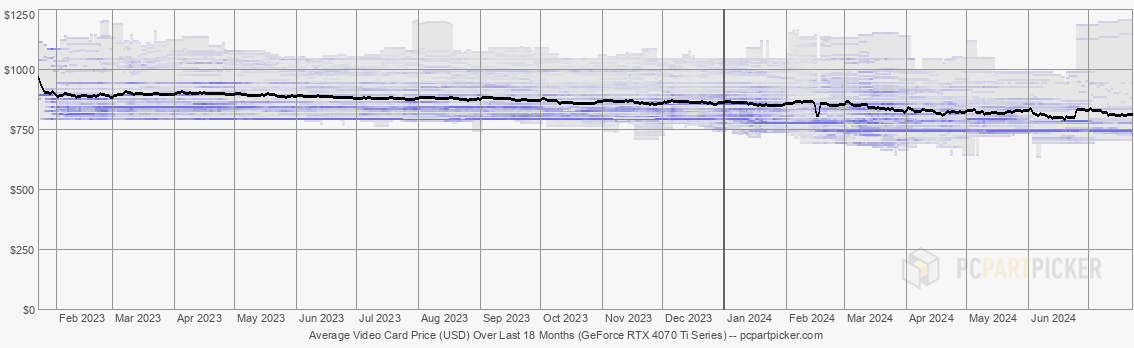 $1250
$1000
$750
$500
$250
$0
PCPARTPICKER
Feb 2023 Mar 2023 Apr 2023 May 2023 Jun 2023 Jul 2023 Aug 2023 Sep 2023 Oct 2023 Nov 2023 Dec 2023 Jan 2024 Feb 2024 Mar 2024 Apr 2024 May 2024 Jun 2024
Average Video Card Price (USD) Over Last 18 Months (GeForce RTX 4070 Ti Series) -- pcpartpicker.com